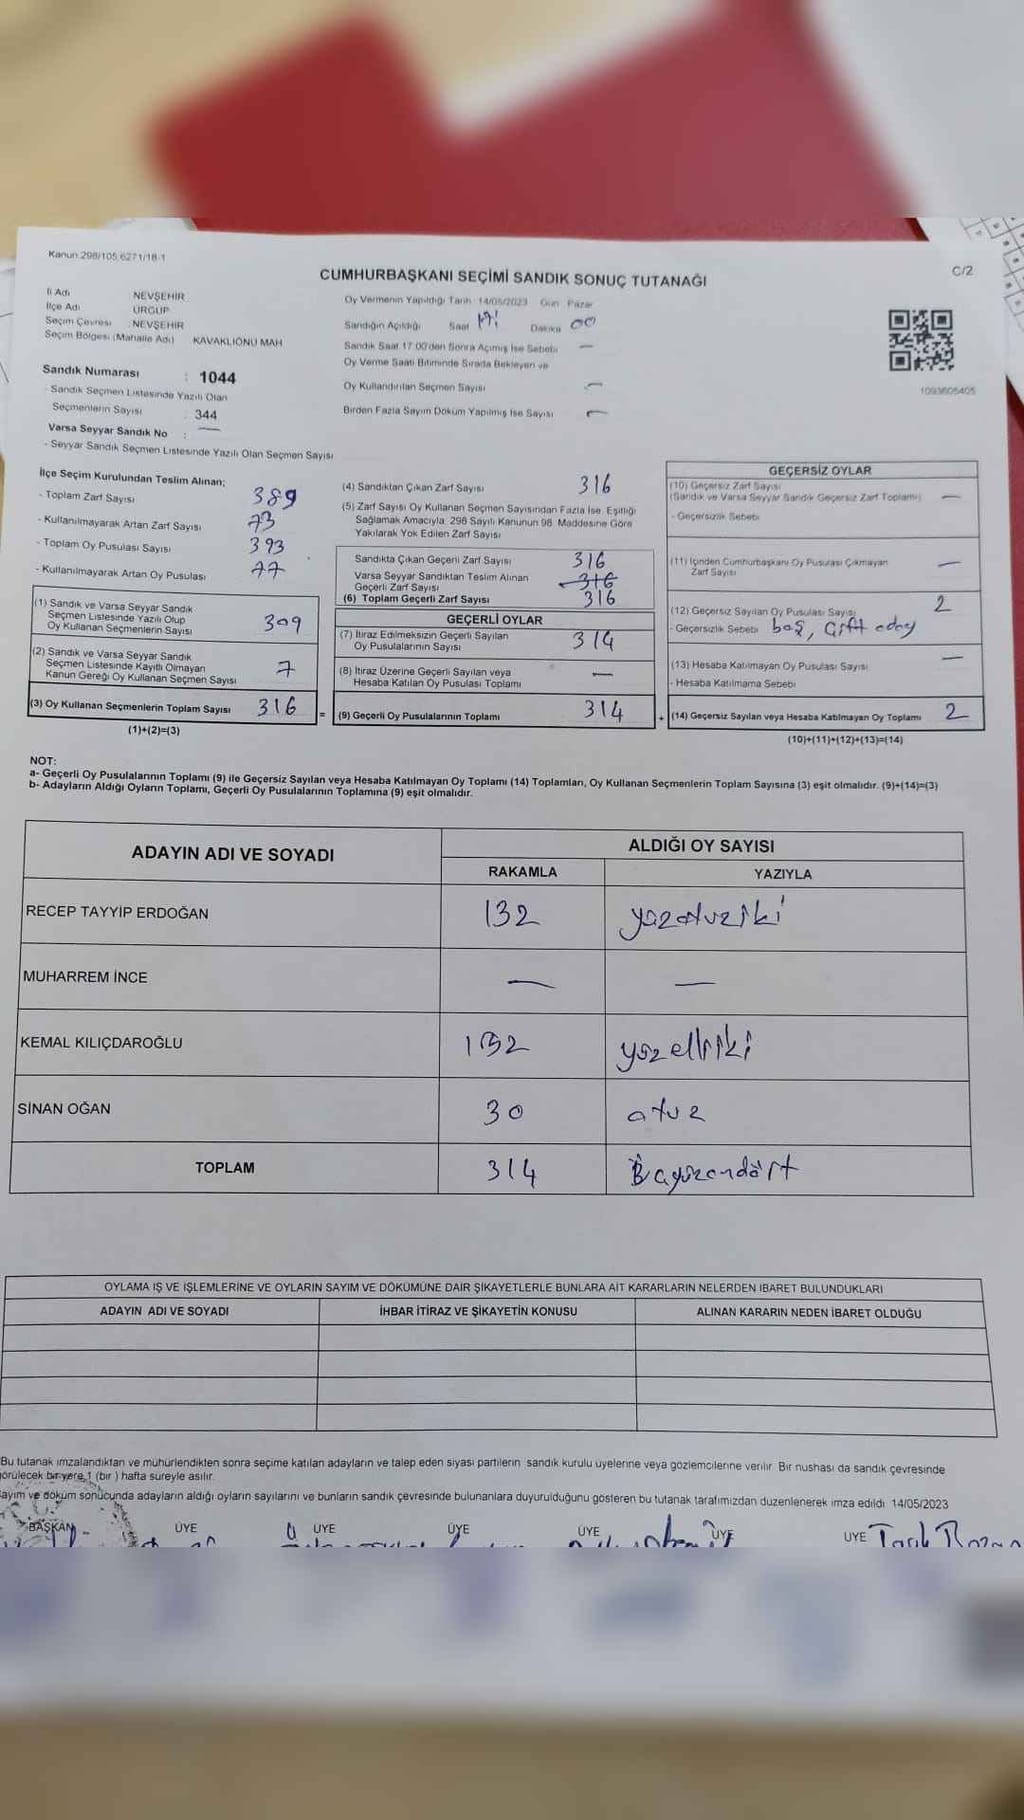 Kanun 298/105 6271/18-1
C/2
CUMHURBAŞKANI SEÇİMİ SANDIK SONUÇ TUTANAĞI
İl Adı NEVŞEHİR
İlçe Adı ÜRGÜP
Seçim Çevresi NEVŞEHİR
Seçim Bölgesi (Mahalle Adı) KAVAKLIÖNÜ MAH
Sandık Numarası : 1044
- Sandık Seçmen Listesinde Yazılı Olan
Seçmenlerin Sayısı 344
Varsa Seyyar Sandık No : —
- Seyyar Sandık Seçmen Listesinde Yazılı Olan Seçmen Sayısı
Oy Vermenin Yapıldığı Tarih 14/05/2023 Gün Pazar
Sandığın Açıldığı Saat Dakika 00
Sandık Saat 17 00'den Sonra Açılmış İse Sebebi —
Oy Verme Saati Bitiminde Sırada Bekleyen ve
Oy Kullandırılan Seçmen Sayısı —
Birden Fazla Sayım Döküm Yapılmış İse Sayısı —
1093605405
İlçe Seçim Kurulundan Teslim Alınan;
- Toplam Zarf Sayısı 389
- Kullanılmayarak Artan Zarf Sayısı 73
- Toplam Oy Pusulası Sayısı 393
- Kullanılmayarak Artan Oy Pusulası 77
(1) Sandık ve Varsa Seyyar Sandık
Seçmen Listesinde Yazılı Olup
Oy Kullanan Seçmenlerin Sayısı 309
(2) Sandık ve Varsa Seyyar Sandık
Seçmen Listesinde Kayıtlı Olmayan
Kanun Gereği Oy Kullanan Seçmen Sayısı 7
(3) Oy Kullanan Seçmenlerin Toplam Sayısı 316
(1)+(2)=(3)
(4) Sandıktan Çıkan Zarf Sayısı 316
(5) Zarf Sayısı Oy Kullanan Seçmen Sayısından Fazla İse, Eşitliği
Sağlamak Amacıyla 298 Sayılı Kanunun 98. Maddesine Göre
Yakılarak Yok Edilen Zarf Sayısı
Sandıkta Çıkan Geçerli Zarf Sayısı 316
Varsa Seyyar Sandıktan Teslim Alınan
Geçerli Zarf Sayısı 316
(6) Toplam Geçerli Zarf Sayısı 316
GEÇERLİ OYLAR
(7) İtiraz Edilmeksizin Geçerli Sayılan
Oy Pusulalarının Sayısı 314
(8) İtiraz Üzerine Geçerli Sayılan veya
Hesaba Katılan Oy Pusulası Toplamı —
= (9) Geçerli Oy Pusulalarının Toplamı 314
GEÇERSİZ OYLAR
(10) Geçersiz Zarf Sayısı
(Sandık ve Varsa Seyyar Sandık Geçersiz Zarf Toplamı) —
- Geçersizlik Sebebi
(11) İçinden Cumhurbaşkanı Oy Pusulası Çıkmayan
Zarf Sayısı —
(12) Geçersiz Sayılan Oy Pusulası Sayısı 2
- Geçersizlik Sebebi boş, Çift aday
(13) Hesaba Katılmayan Oy Pusulası Sayısı —
- Hesaba Katılmama Sebebi
+ (14) Geçersiz Sayılan veya Hesaba Katılmayan Oy Toplamı 2
(10)+(11)+(12)+(13)=(14)
NOT:
a- Geçerli Oy Pusulalarının Toplamı (9) ile Geçersiz Sayılan veya Hesaba Katılmayan Oy Toplamı (14) Toplamları, Oy Kullanan Seçmenlerin Toplam Sayısına (3) eşit olmalıdır. (9)+(14)=(3)
b- Adayların Aldığı Oyların Toplamı, Geçerli Oy Pusulalarının Toplamına (9) eşit olmalıdır.
ADAYIN ADI VE SOYADI
ALDIĞI OY SAYISI
RAKAMLA YAZIYLA
RECEP TAYYİP ERDOĞAN 132 yüzotuziki
MUHARREM İNCE — —
KEMAL KILIÇDAROĞLU 152 yüzelliiki
SİNAN OĞAN 30 otuz
TOPLAM 314 üçyüzondört
OYLAMA İŞ VE İŞLEMLERİNE VE OYLARIN SAYIM VE DÖKÜMÜNE DAİR ŞİKAYETLERLE BUNLARA AİT KARARLARIN NELERDEN İBARET BULUNDUKLARI
ADAYIN ADI VE SOYADI İHBAR İTİRAZ VE ŞİKAYETİN KONUSU ALINAN KARARIN NEDEN İBARET OLDUĞU
Bu tutanak imzalandıktan ve mühürlendikten sonra seçime katılan adayların ve talep eden siyasi partilerin sandık kurulu üyelerine veya gözlemcilerine verilir. Bir nüshası da sandık çevresinde
görülecek bir yere 1 (bir ) hafta süreyle asılır.
Sayım ve döküm sonucunda adayların aldığı oyların sayılarını ve bunların sandık çevresinde bulunanlara duyurulduğunu gösteren bu tutanak tarafımızdan düzenlenerek imza edildi 14/05/2023
BAŞKAN ÜYE ÜYE ÜYE ÜYE ÜYE ÜYE